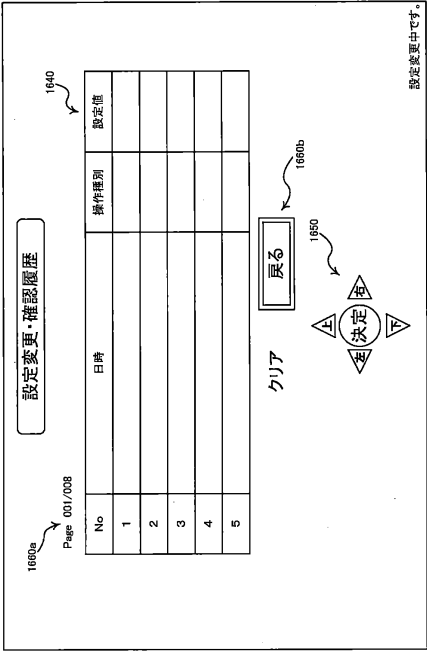 設定変更・確認履歴
1660a
Page 001/008
1640
No 日時 操作種別 設定値
1
2
3
4
5
クリア 戻る
1660b
1650
上
左 決定 右
下
設定変更中です。